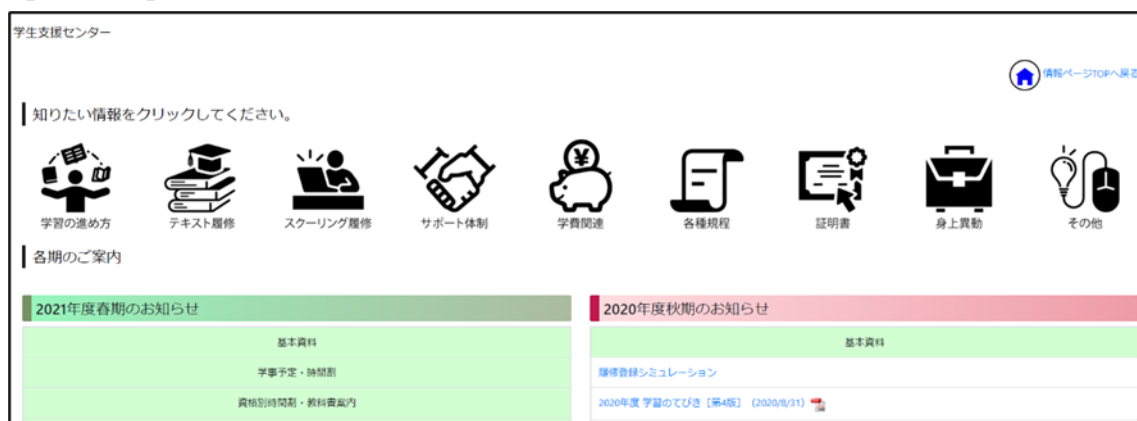 学生支援センター
情報ページTOPへ戻る
知りたい情報をクリックしてください。
学習の進め方
テキスト履修
スクーリング履修
サポート体制
学費関連
各種規程
証明書
身上異動
その他
各期のご案内
2021年度春期のお知らせ
基本資料
学事予定・時間割
資格別時間割・教科書案内
2020年度秋期のお知らせ
基本資料
履修登録シミュレーション
2020年度 学習のてびき［第4版］（2020/8/31）